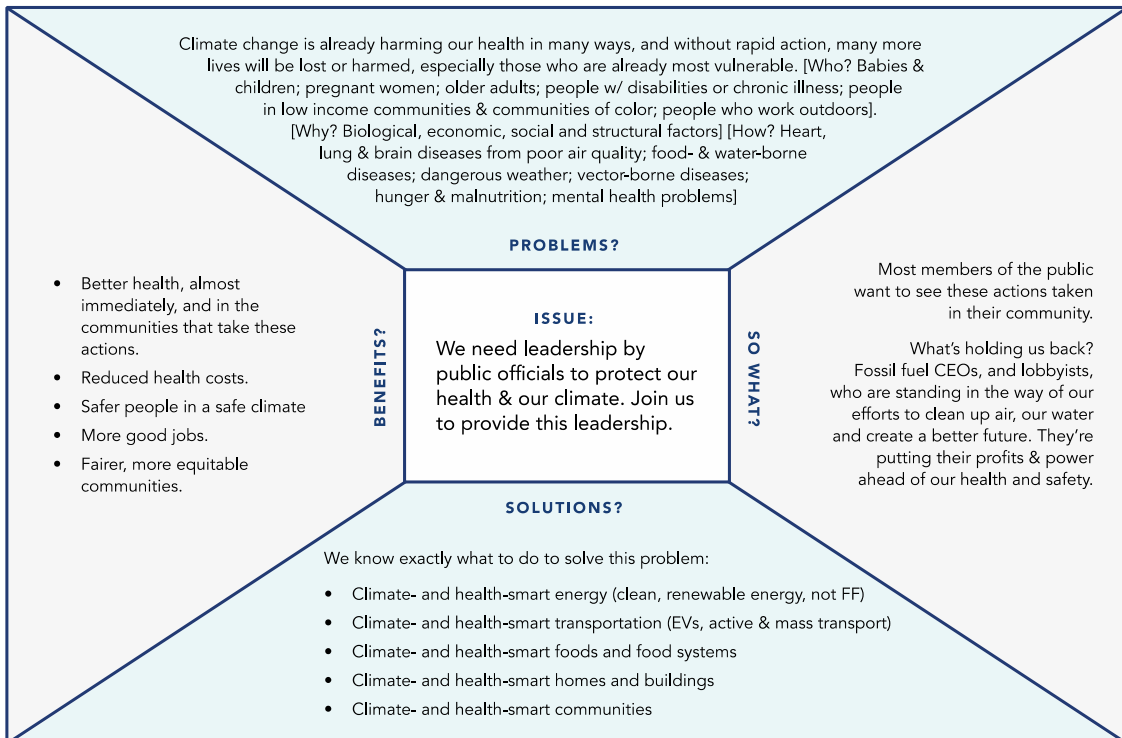 Climate change is already harming our health in many ways, and without rapid action, many more
lives will be lost or harmed, especially those who are already most vulnerable. [Who? Babies &
children; pregnant women; older adults; people w/ disabilities or chronic illness; people
in low income communities & communities of color; people who work outdoors].
[Why? Biological, economic, social and structural factors] [How? Heart,
lung & brain diseases from poor air quality; food- & water-borne
diseases; dangerous weather; vector-borne diseases;
hunger & malnutrition; mental health problems]
PROBLEMS?
• Better health, almost
immediately, and in the
communities that take these
actions.
• Reduced health costs.
• Safer people in a safe climate
• More good jobs.
• Fairer, more equitable
communities.
BENEFITS?
ISSUE:
We need leadership by
public officials to protect our
health & our climate. Join us
to provide this leadership.
SO WHAT?
Most members of the public
want to see these actions taken
in their community.
What’s holding us back?
Fossil fuel CEOs, and lobbyists,
who are standing in the way of our
efforts to clean up air, our water
and create a better future. They’re
putting their profits & power
ahead of our health and safety.
SOLUTIONS?
We know exactly what to do to solve this problem:
• Climate- and health-smart energy (clean, renewable energy, not FF)
• Climate- and health-smart transportation (EVs, active & mass transport)
• Climate- and health-smart foods and food systems
• Climate- and health-smart homes and buildings
• Climate- and health-smart communities